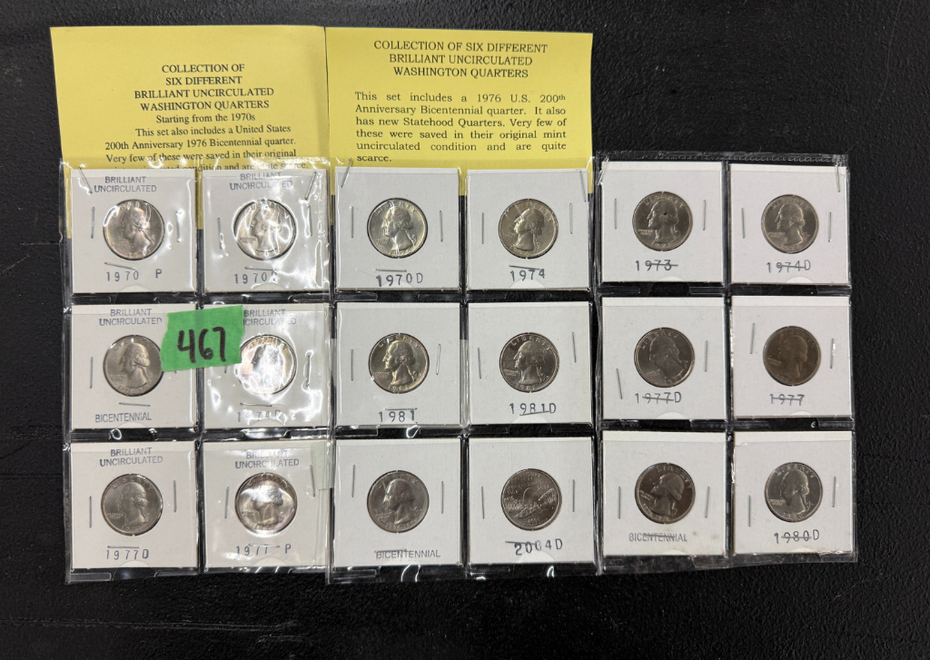 COLLECTION OF
SIX DIFFERENT
BRILLIANT UNCIRCULATED
WASHINGTON QUARTERS
Starting from the 1970s
This set also includes a United States
200th Anniversary 1976 Bicentennial quarter.
Very few of these were saved in their original
condition and are
COLLECTION OF SIX DIFFERENT
BRILLIANT UNCIRCULATED
WASHINGTON QUARTERS
This set includes a 1976 U.S. 200th
Anniversary Bicentennial quarter. It also
has new Statehood Quarters. Very few of
these were saved in their original mint
uncirculated condition and are quite
scarce.
BRILLIANT
UNCIRCULATED
1970 P
BRILLIANT
UNCIRCULATED
1970
1970D
1974
1973
1974D
BRILLIANT
UNCIRCULATED
BICENTENNIAL
467
BRILLIANT
1981
1981D
1977D
1977
BRILLIANT
UNCIRCULATED
1977D
UNCIRCULATED
1977 P
BICENTENNIAL
2004D
BICENTENNIAL
1980D